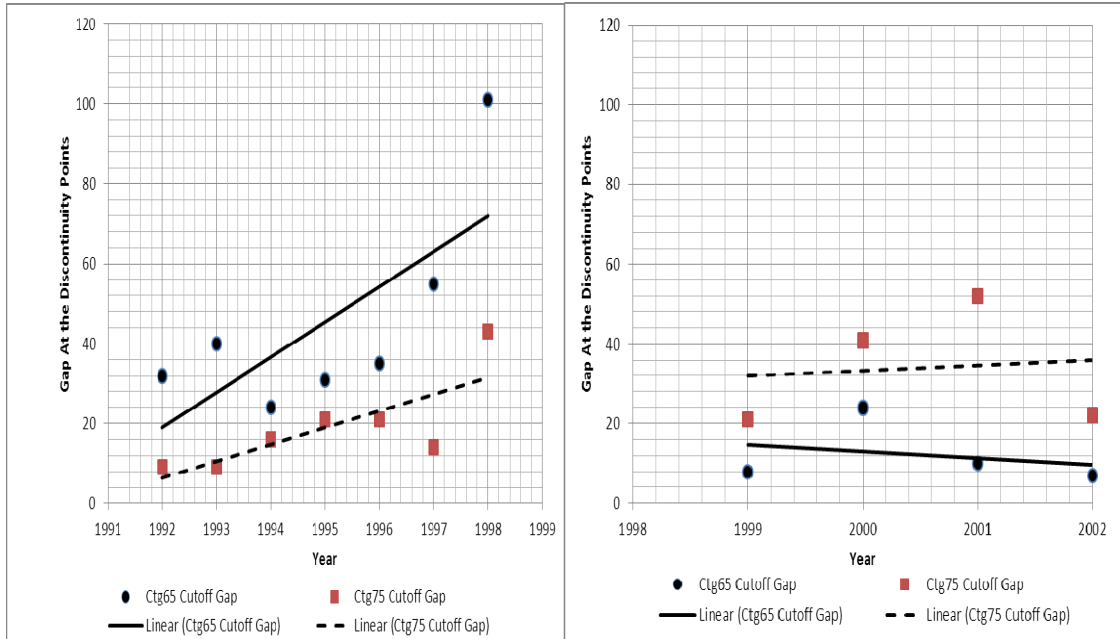 120
100
80
60
40
20
0
Gap At the Discontinuity Points
1991 1992 1993 1994 1995 1996 1997 1998 1999
Year
Ctg65 Cutoff Gap Ctg75 Cutoff Gap
Linear (Ctg65 Cutoff Gap) Linear (Ctg75 Cutoff Gap)
120
100
80
60
40
20
0
Gap At the Discontinuity Points
1998 1999 2000 2001 2002
Year
Ctg65 Cutoff Gap Ctg75 Cutoff Gap
Linear (Ctg65 Cutoff Gap) Linear (Ctg75 Cutoff Gap)